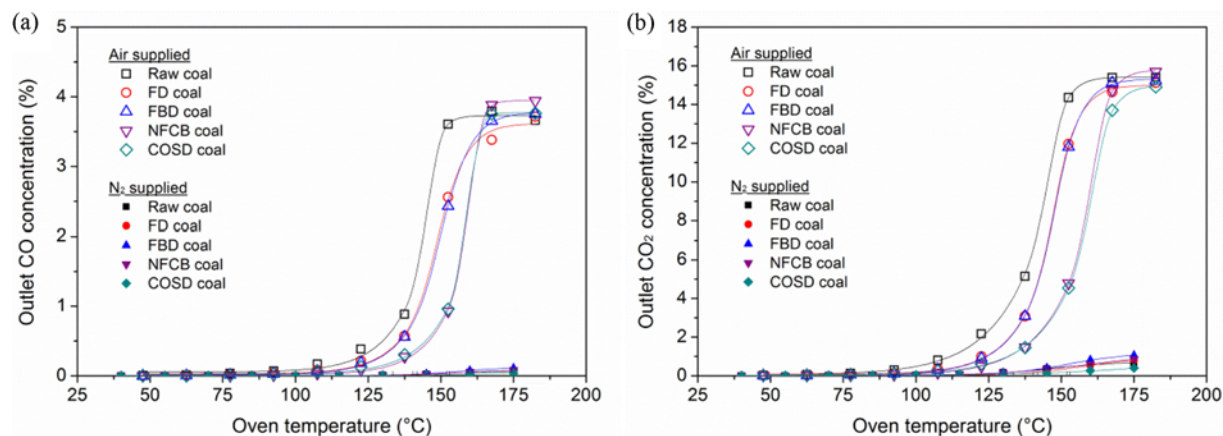 (a)
Outlet CO concentration (%)
5
4
3
2
1
0
Air supplied
Raw coal
FD coal
FBD coal
NFCB coal
COSD coal
N₂ supplied
Raw coal
FD coal
FBD coal
NFCB coal
COSD coal
25 50 75 100 125 150 175 200
Oven temperature (°C)
(b)
Outlet CO₂ concentration (%)
18
16
14
12
10
8
6
4
2
0
Air supplied
Raw coal
FD coal
FBD coal
NFCB coal
COSD coal
N₂ supplied
Raw coal
FD coal
FBD coal
NFCB coal
COSD coal
25 50 75 100 125 150 175 200
Oven temperature (°C)